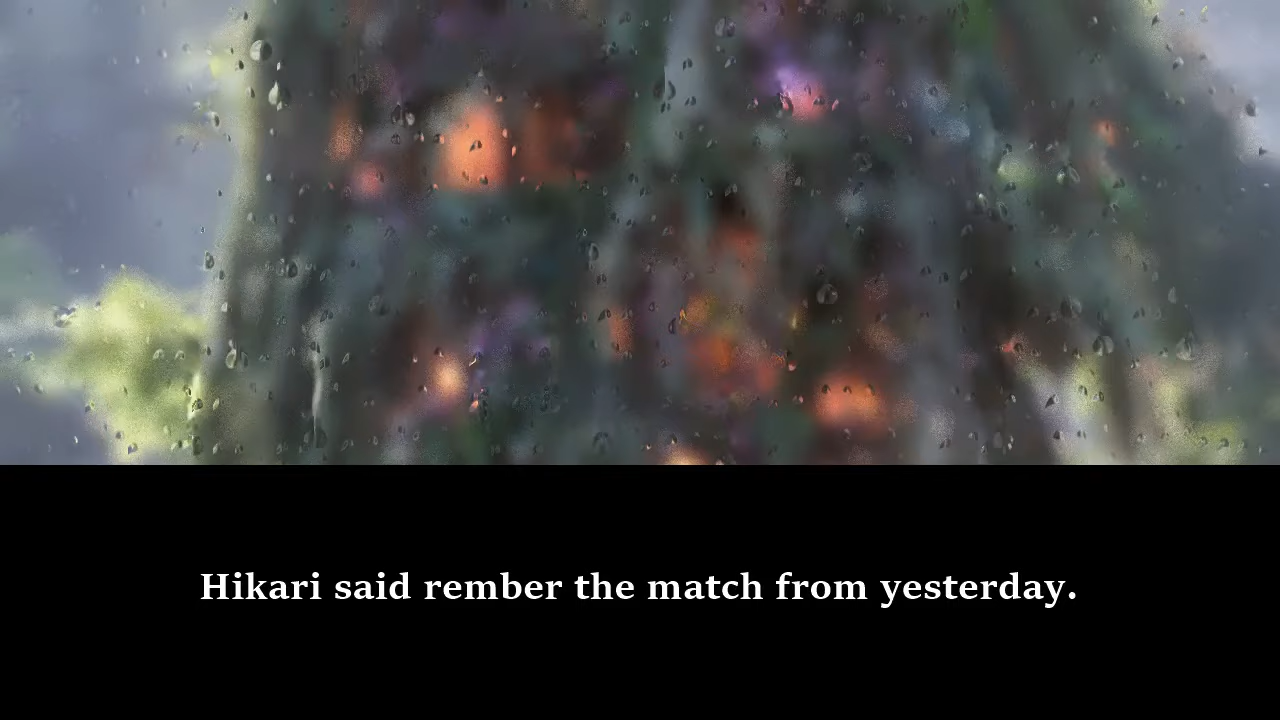 Hikari said rember the match from yesterday.